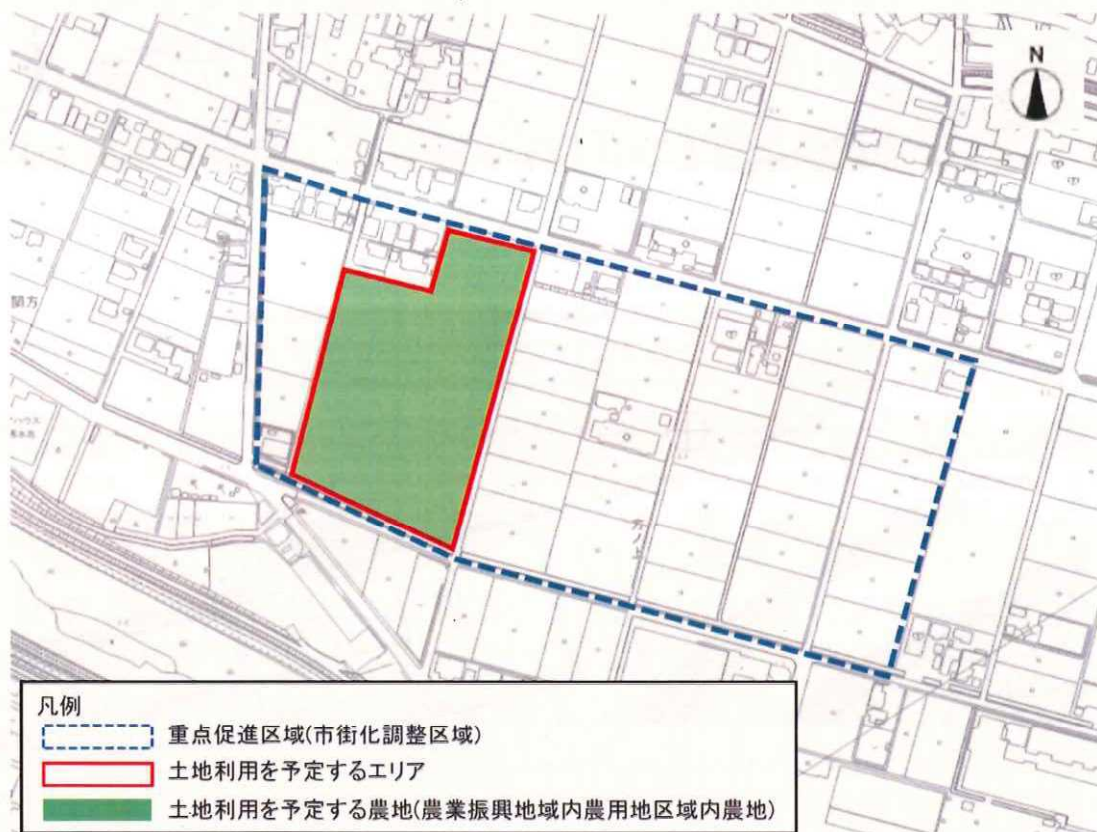 N
関方
凡例
重点促進区域(市街化調整区域)
土地利用を予定するエリア
土地利用を予定する農地(農業振興地域内農用地区域内農地)